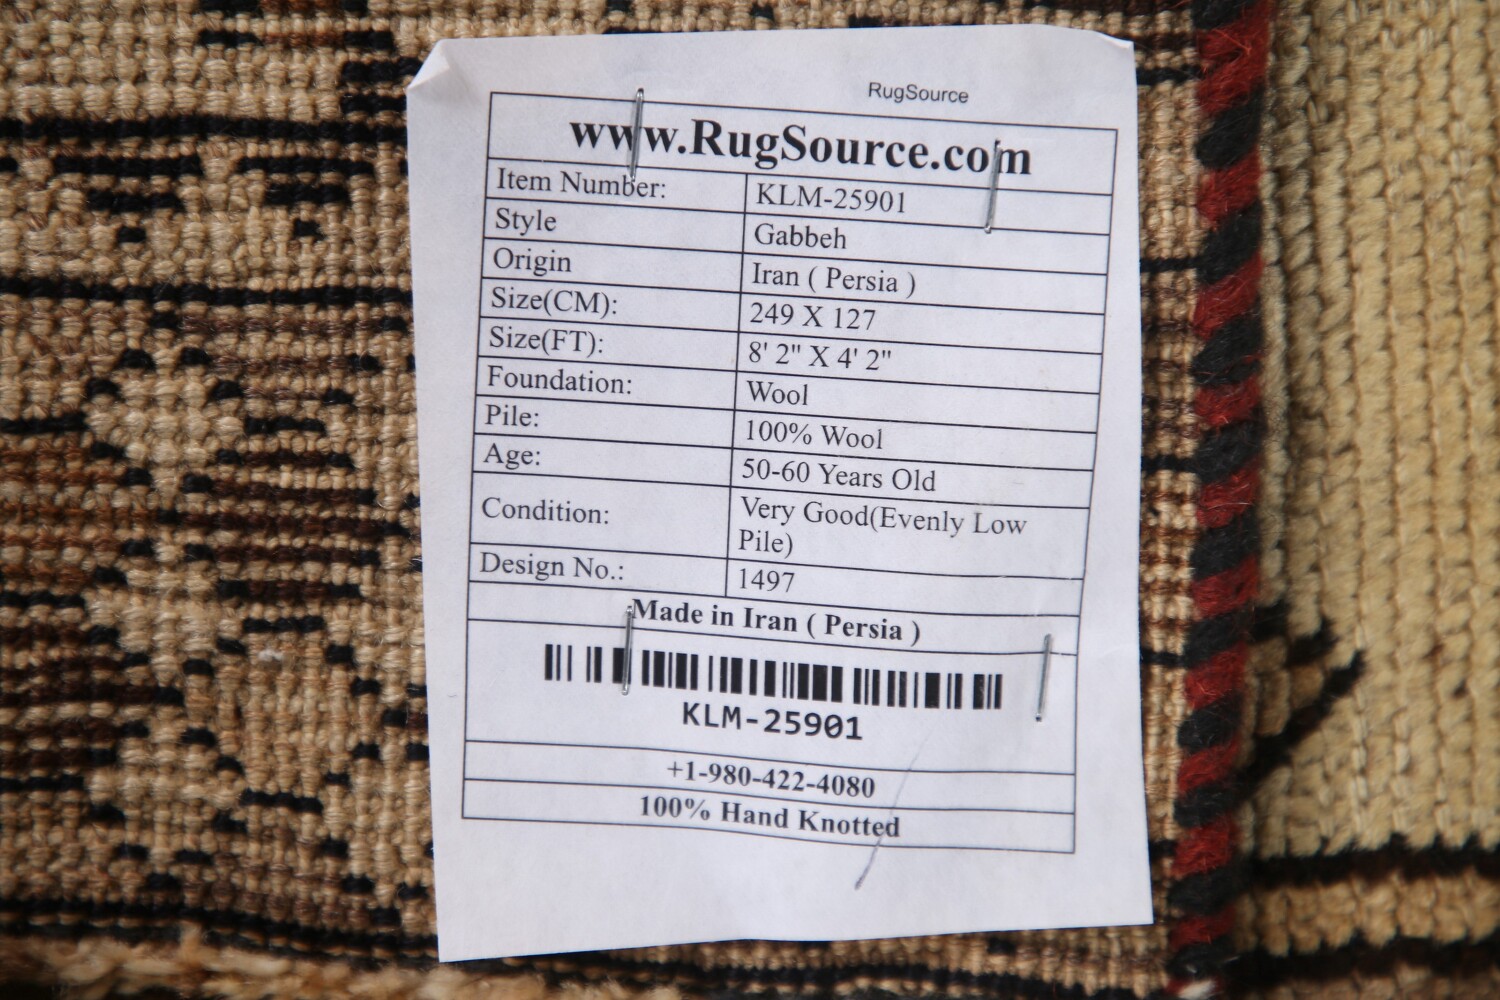 RugSource
www.RugSource.com
Item Number: KLM-25901
Style Gabbeh
Origin Iran ( Persia )
Size(CM): 249 X 127
Size(FT): 8' 2" X 4' 2"
Foundation: Wool
Pile: 100% Wool
Age: 50-60 Years Old
Condition: Very Good(Evenly Low
Pile)
Design No.: 1497
Made in Iran ( Persia )
KLM-25901
+1-980-422-4080
100% Hand Knotted